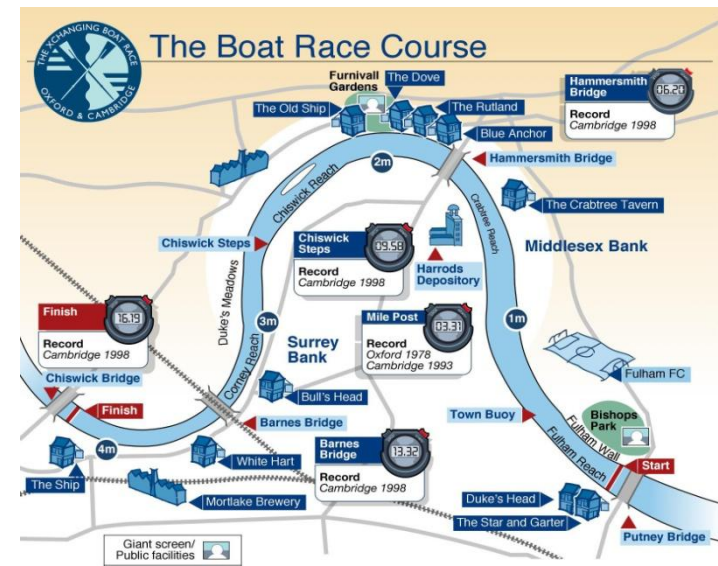 THE XCHANGING BOAT RACE
OXFORD & CAMBRIDGE
The Boat Race Course
Furnivall
Gardens
The Dove
The Old Ship
The Rutland
Blue Anchor
Hammersmith
Bridge
06.20
Record
Cambridge 1998
2m
Hammersmith Bridge
Chiswick Reach
Crabtree Reach
The Crabtree Tavern
Chiswick Steps
Chiswick
Steps
09.58
Record
Cambridge 1998
Harrods
Depository
Middlesex Bank
Duke's Meadows
Finish
16.19
Record
Cambridge 1998
3m
Surrey
Bank
Mile Post
03.31
Record
Oxford 1978
Cambridge 1993
1m
Corney Reach
Chiswick Bridge
Finish
Bull's Head
Fulham FC
Town Buoy
Bishops
Park
Fulham Wall
Fulham Reach
Barnes Bridge
4m
Barnes
Bridge
13.32
Record
Cambridge 1998
White Hart
Start
The Ship
Mortlake Brewery
Duke's Head
The Star and Garter
Putney Bridge
Giant screen/
Public facilities